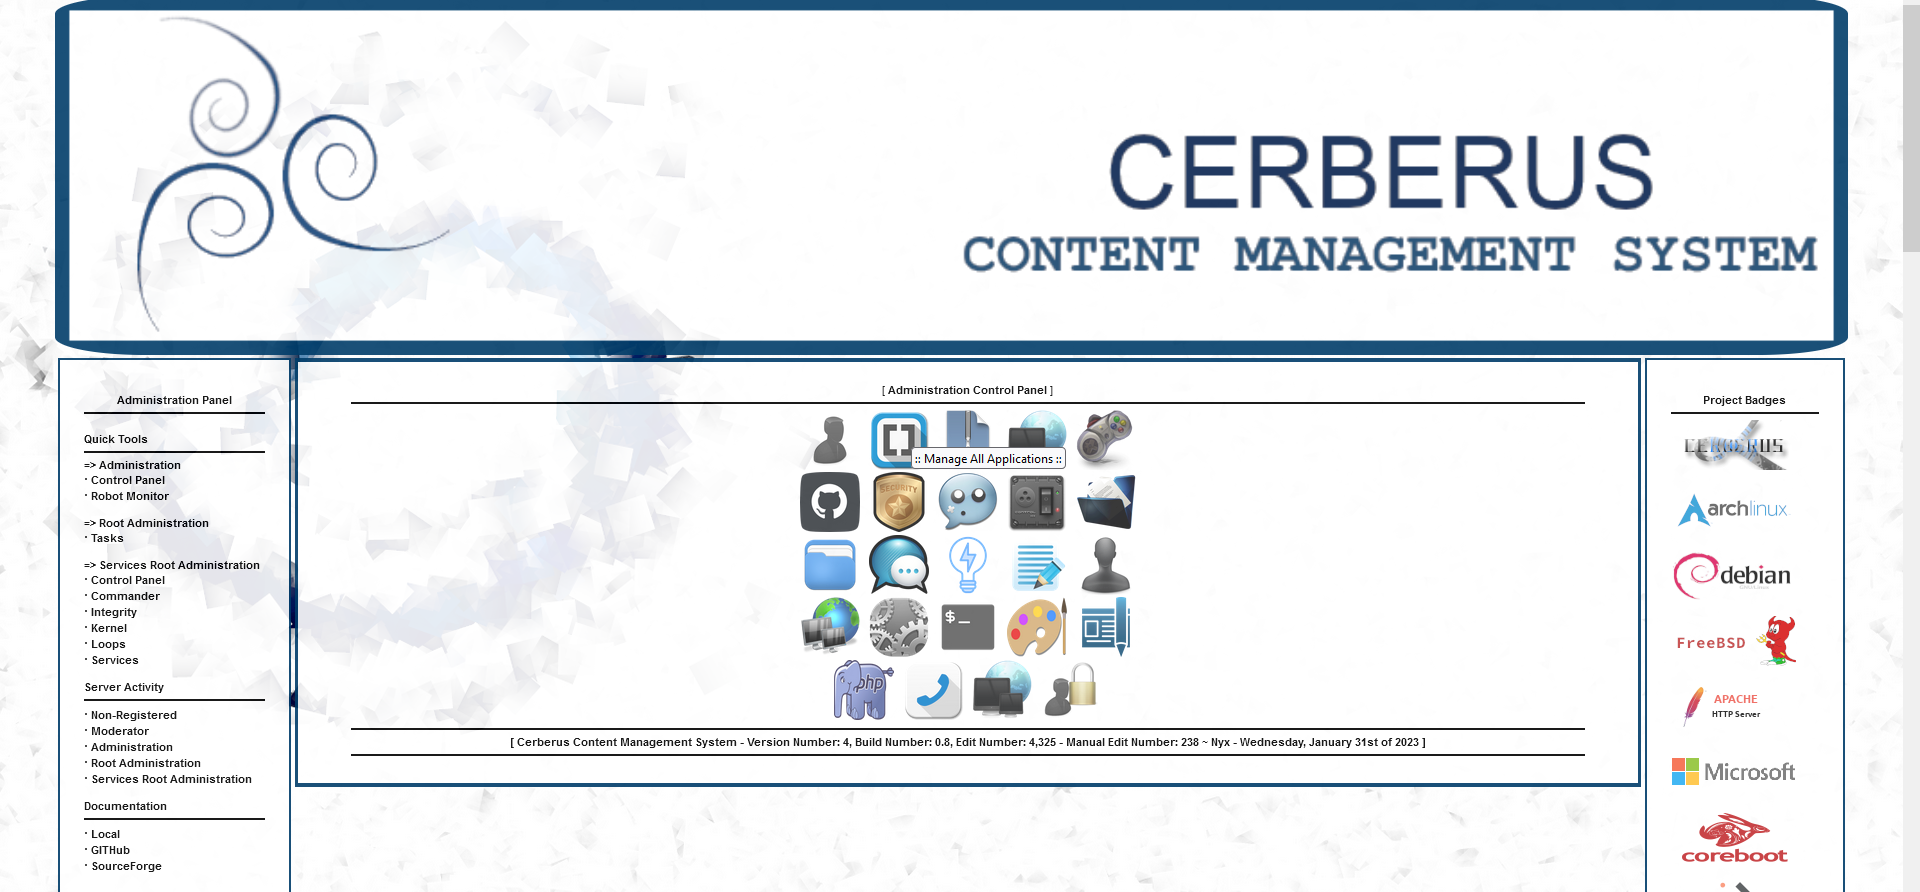 CERBERUS
CONTENT MANAGEMENT SYSTEM
Administration Panel
Quick Tools
=> Administration
· Control Panel
· Robot Monitor
=> Root Administration
· Tasks
=> Services Root Administration
· Control Panel
· Commander
· Integrity
· Kernel
· Loops
· Services
Server Activity
· Non-Registered
· Moderator
· Administration
· Root Administration
· Services Root Administration
Documentation
· Local
· GITHub
· SourceForge
[ Administration Control Panel ]
:: Manage All Applications ::
SECURITY
$_
php
[ Cerberus Content Management System - Version Number: 4, Build Number: 0.8, Edit Number: 4,325 - Manual Edit Number: 238 ~ Nyx - Wednesday, January 31st of 2023 ]
Project Badges
CERBERUS
archlinux
debian
FreeBSD
APACHE
HTTP Server
Microsoft
coreboot